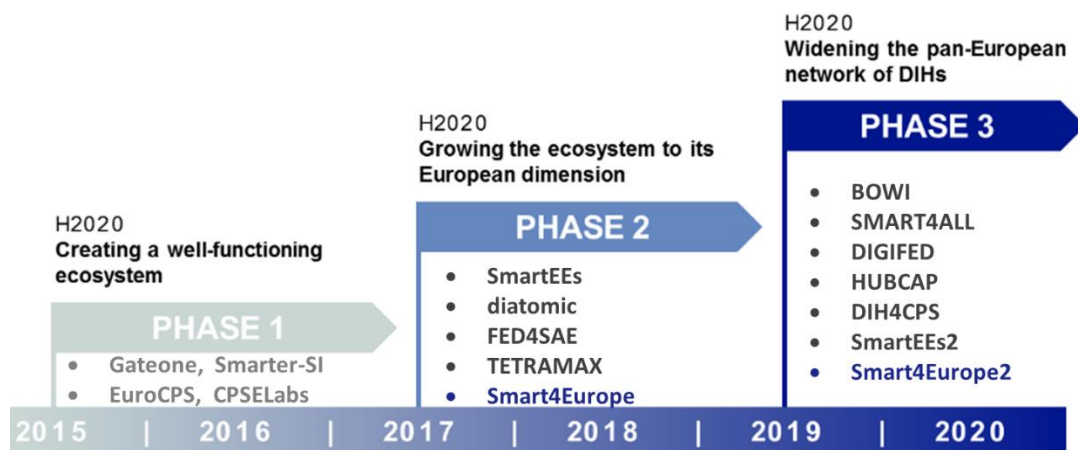 H2020
Creating a well-functioning
ecosystem
PHASE 1
• Gateone, Smarter-SI
• EuroCPS, CPSELabs
H2020
Growing the ecosystem to its
European dimension
PHASE 2
• SmartEEs
• diatomic
• FED4SAE
• TETRAMAX
• Smart4Europe
H2020
Widening the pan-European
network of DIHs
PHASE 3
• BOWI
• SMART4ALL
• DIGIFED
• HUBCAP
• DIH4CPS
• SmartEEs2
• Smart4Europe2
2015 | 2016 | 2017 | 2018 | 2019 | 2020